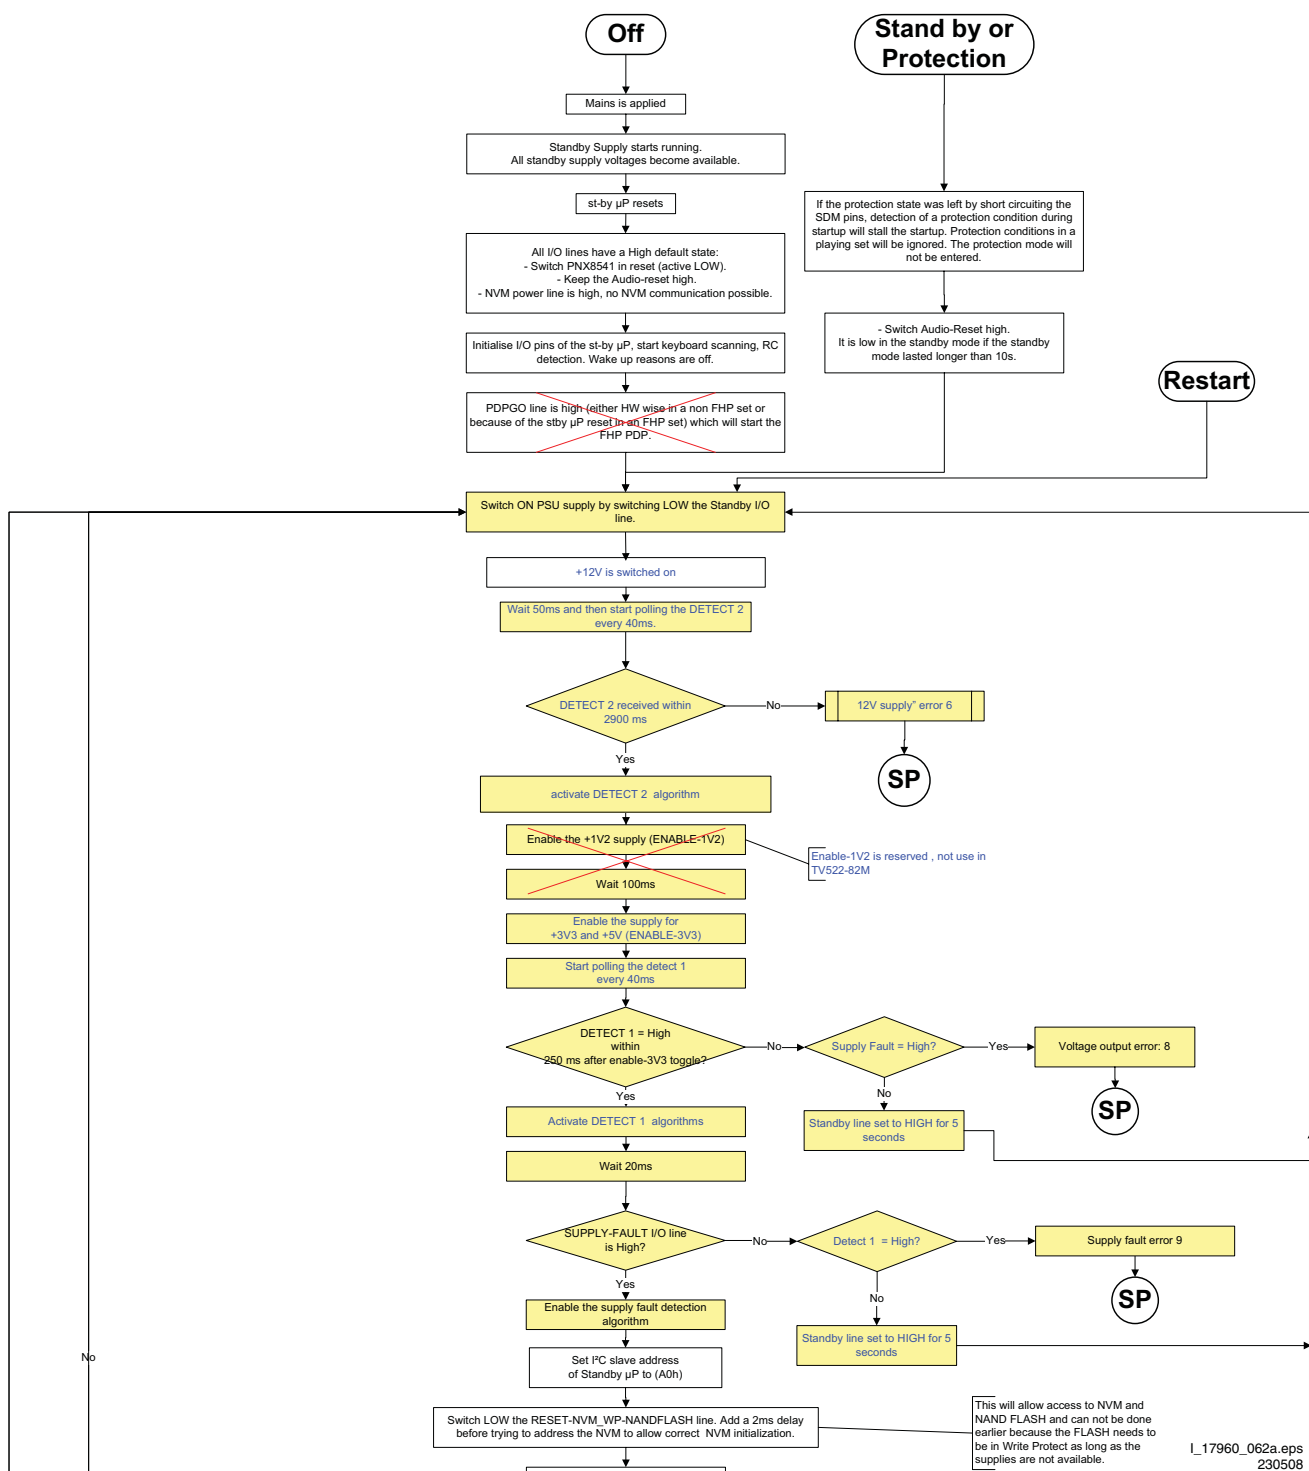 Off
Stand by or
Protection
Mains is applied
Standby Supply starts running.
All standby supply voltages become available.
st-by µP resets
If the protection state was left by short circuiting the
SDM pins, detection of a protection condition during
startup will stall the startup. Protection conditions in a
playing set will be ignored. The protection mode will
not be entered.
All I/O lines have a High default state:
- Switch PNX8541 in reset (active LOW).
- Keep the Audio-reset high.
- NVM power line is high, no NVM communication possible.
- Switch Audio-Reset high.
It is low in the standby mode if the standby
mode lasted longer than 10s.
Initialise I/O pins of the st-by µP, start keyboard scanning, RC
detection. Wake up reasons are off.
Restart
PDPGO line is high (either HW wise in a non FHP set or
because of the stby µP reset in an FHP set) which will start the
FHP PDP.
Switch ON PSU supply by switching LOW the Standby I/O
line.
+12V is switched on
Wait 50ms and then start polling the DETECT 2
every 40ms.
DETECT 2 received within
2900 ms
No
12V supply” error 6
Yes
SP
activate DETECT 2 algorithm
Enable the +1V2 supply (ENABLE-1V2)
Enable-1V2 is reserved , not use in
TV522-82M
Wait 100ms
Enable the supply for
+3V3 and +5V (ENABLE-3V3)
Start polling the detect 1
every 40ms
DETECT 1 = High
within
250 ms after enable-3V3 toggle?
No
Supply Fault = High?
Yes
Voltage output error: 8
Yes
No
SP
Activate DETECT 1 algorithms
Standby line set to HIGH for 5
seconds
Wait 20ms
SUPPLY-FAULT I/O line
is High?
No
Detect 1 = High?
Yes
Supply fault error 9
Yes
No
SP
Enable the supply fault detection
algorithm
Standby line set to HIGH for 5
seconds
No
Set I²C slave address
of Standby µP to (A0h)
Switch LOW the RESET-NVM_WP-NANDFLASH line. Add a 2ms delay
before trying to address the NVM to allow correct NVM initialization.
This will allow access to NVM and
NAND FLASH and can not be done
earlier because the FLASH needs to
be in Write Protect as long as the
supplies are not available.
I_17960_062a.eps
230508